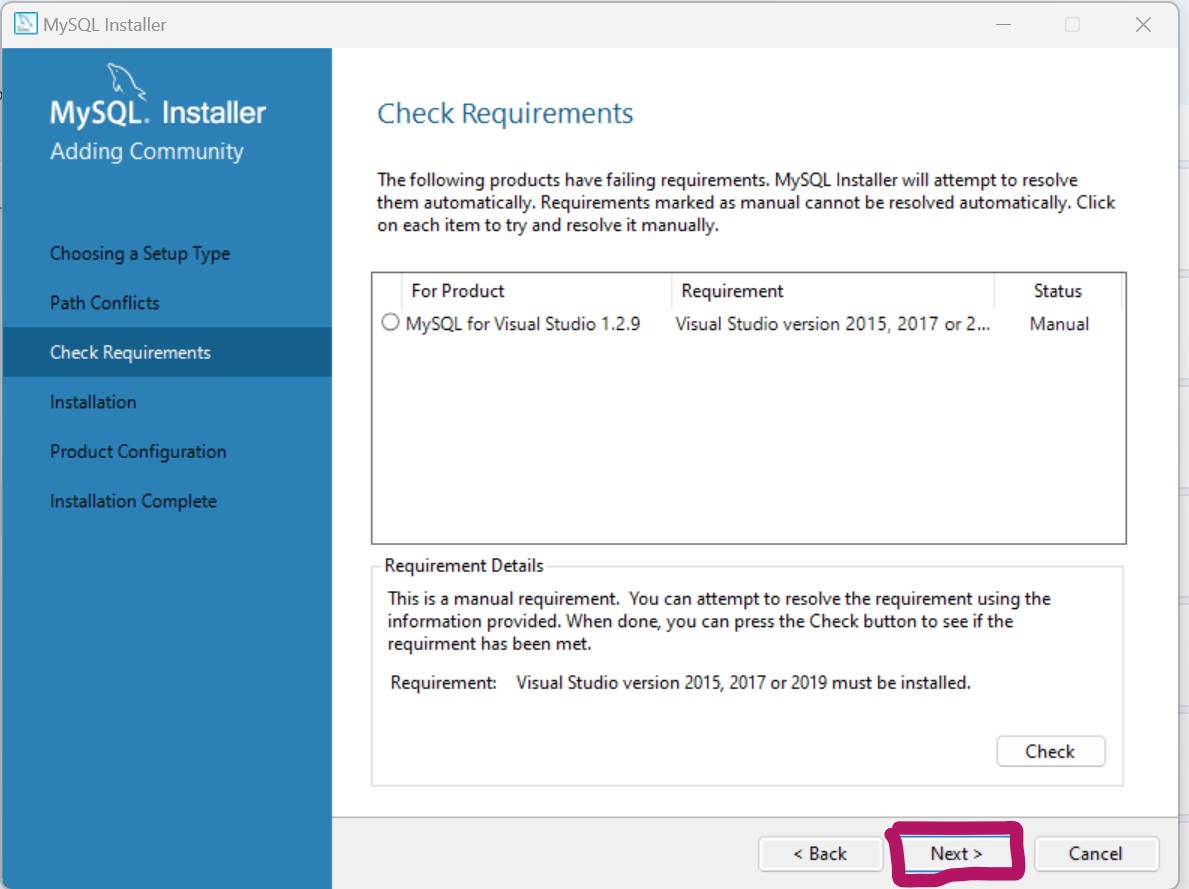 MySQL Installer
MySQL. Installer
Adding Community
Choosing a Setup Type
Path Conflicts
Check Requirements
Installation
Product Configuration
Installation Complete
Check Requirements
The following products have failing requirements. MySQL Installer will attempt to resolve
them automatically. Requirements marked as manual cannot be resolved automatically. Click
on each item to try and resolve it manually.
For Product Requirement Status
MySQL for Visual Studio 1.2.9 Visual Studio version 2015, 2017 or 2... Manual
Requirement Details
This is a manual requirement. You can attempt to resolve the requirement using the
information provided. When done, you can press the Check button to see if the
requirment has been met.
Requirement: Visual Studio version 2015, 2017 or 2019 must be installed.
Check
< Back Next > Cancel